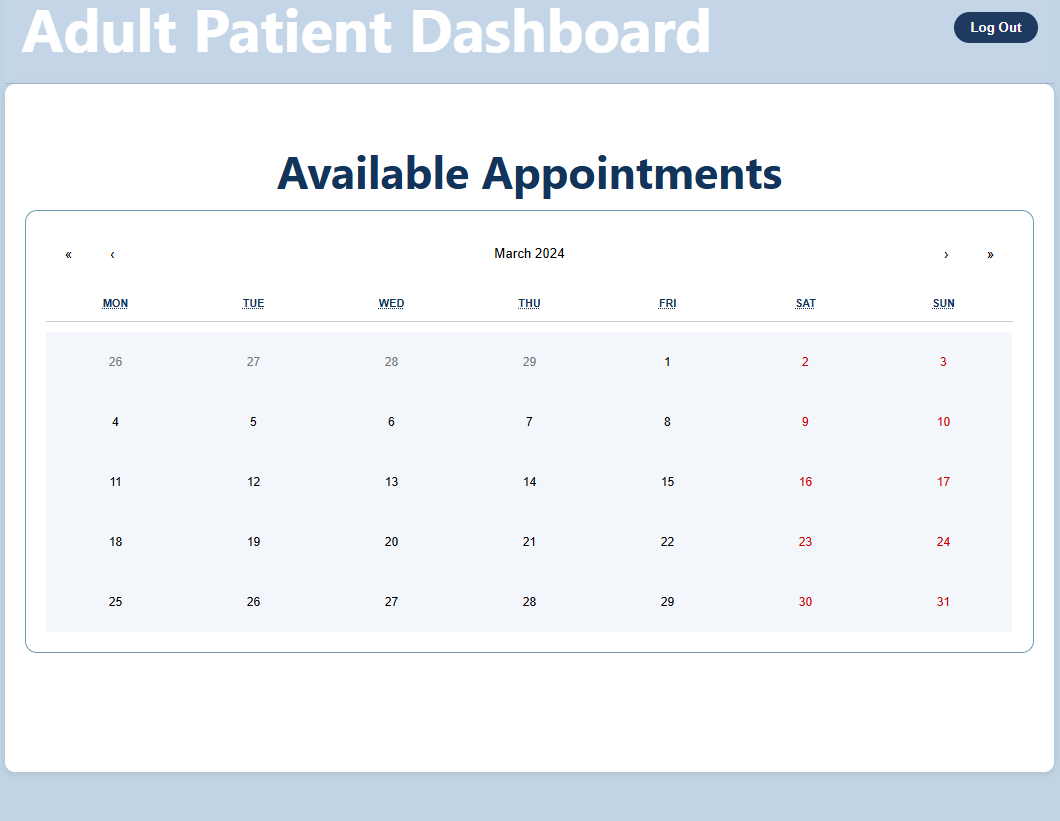 Adult Patient Dashboard
Log Out
Available Appointments
« ‹ March 2024 › »
MON TUE WED THU FRI SAT SUN
26 27 28 29 1 2 3
4 5 6 7 8 9 10
11 12 13 14 15 16 17
18 19 20 21 22 23 24
25 26 27 28 29 30 31